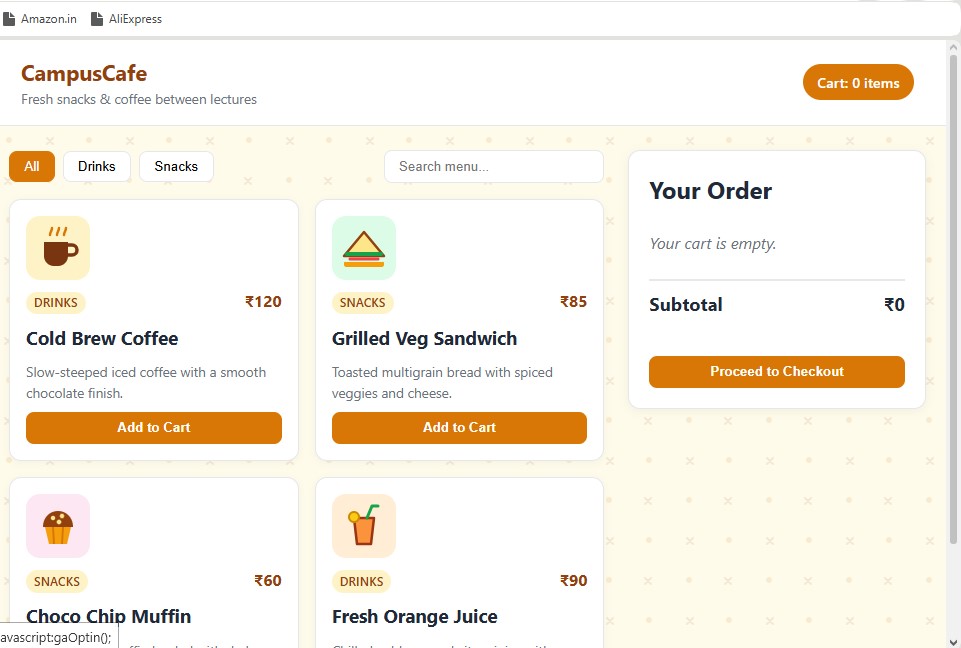 Amazon.in AliExpress
CampusCafe
Fresh snacks & coffee between lectures
Cart: 0 items
All Drinks Snacks Search menu...
DRINKS ₹120
Cold Brew Coffee
Slow-steeped iced coffee with a smooth
chocolate finish.
Add to Cart
SNACKS ₹85
Grilled Veg Sandwich
Toasted multigrain bread with spiced
veggies and cheese.
Add to Cart
Your Order
Your cart is empty.
Subtotal ₹0
Proceed to Checkout
SNACKS ₹60
Choco Chip Muffin
DRINKS ₹90
Fresh Orange Juice
avascript:gaOptin();